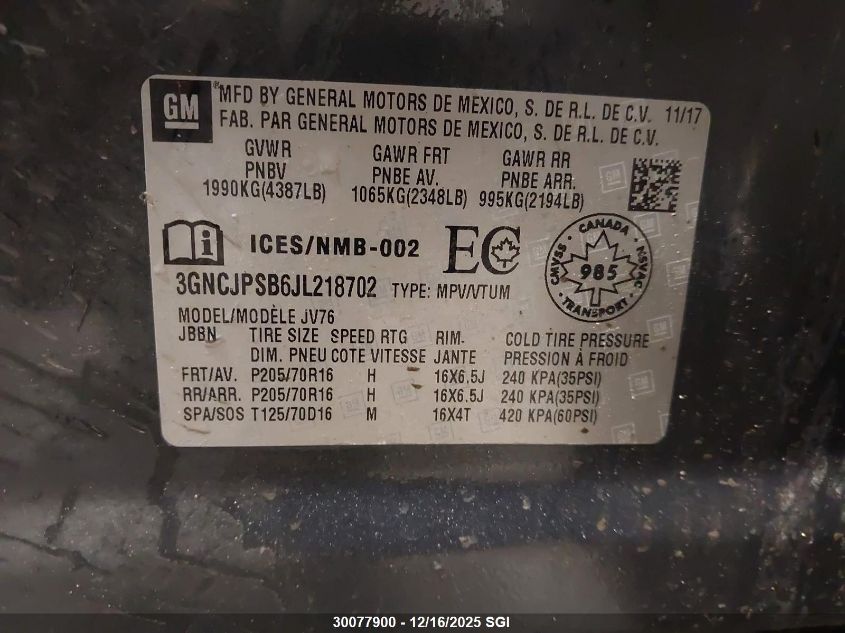 GM® MFD BY GENERAL MOTORS DE MEXICO, S. DE R.L. DE C.V. 11/17
FAB. PAR GENERAL MOTORS DE MEXICO, S. DE R.L. DE C.V.
GVWR GAWR FRT GAWR RR
PNBV PNBE AV. PNBE ARR.
1990KG(4387LB) 1065KG(2348LB) 995KG(2194LB)
ICES/NMB-002 EC
CANADA
CMVSS 985 NSVAC
TRANSPORT
3GNCJPSB6JL218702 TYPE: MPV/VTUM
MODEL/MODÈLE JV76
JBBN TIRE SIZE SPEED RTG RIM. COLD TIRE PRESSURE
DIM. PNEU COTE VITESSE JANTE PRESSION À FROID
FRT/AV. P205/70R16 H 16X6.5J 240 KPA(35PSI)
RR/ARR. P205/70R16 H 16X6.5J 240 KPA(35PSI)
SPA/SOS T125/70D16 M 16X4T 420 KPA(60PSI)
30077900 - 12/16/2025 SGI